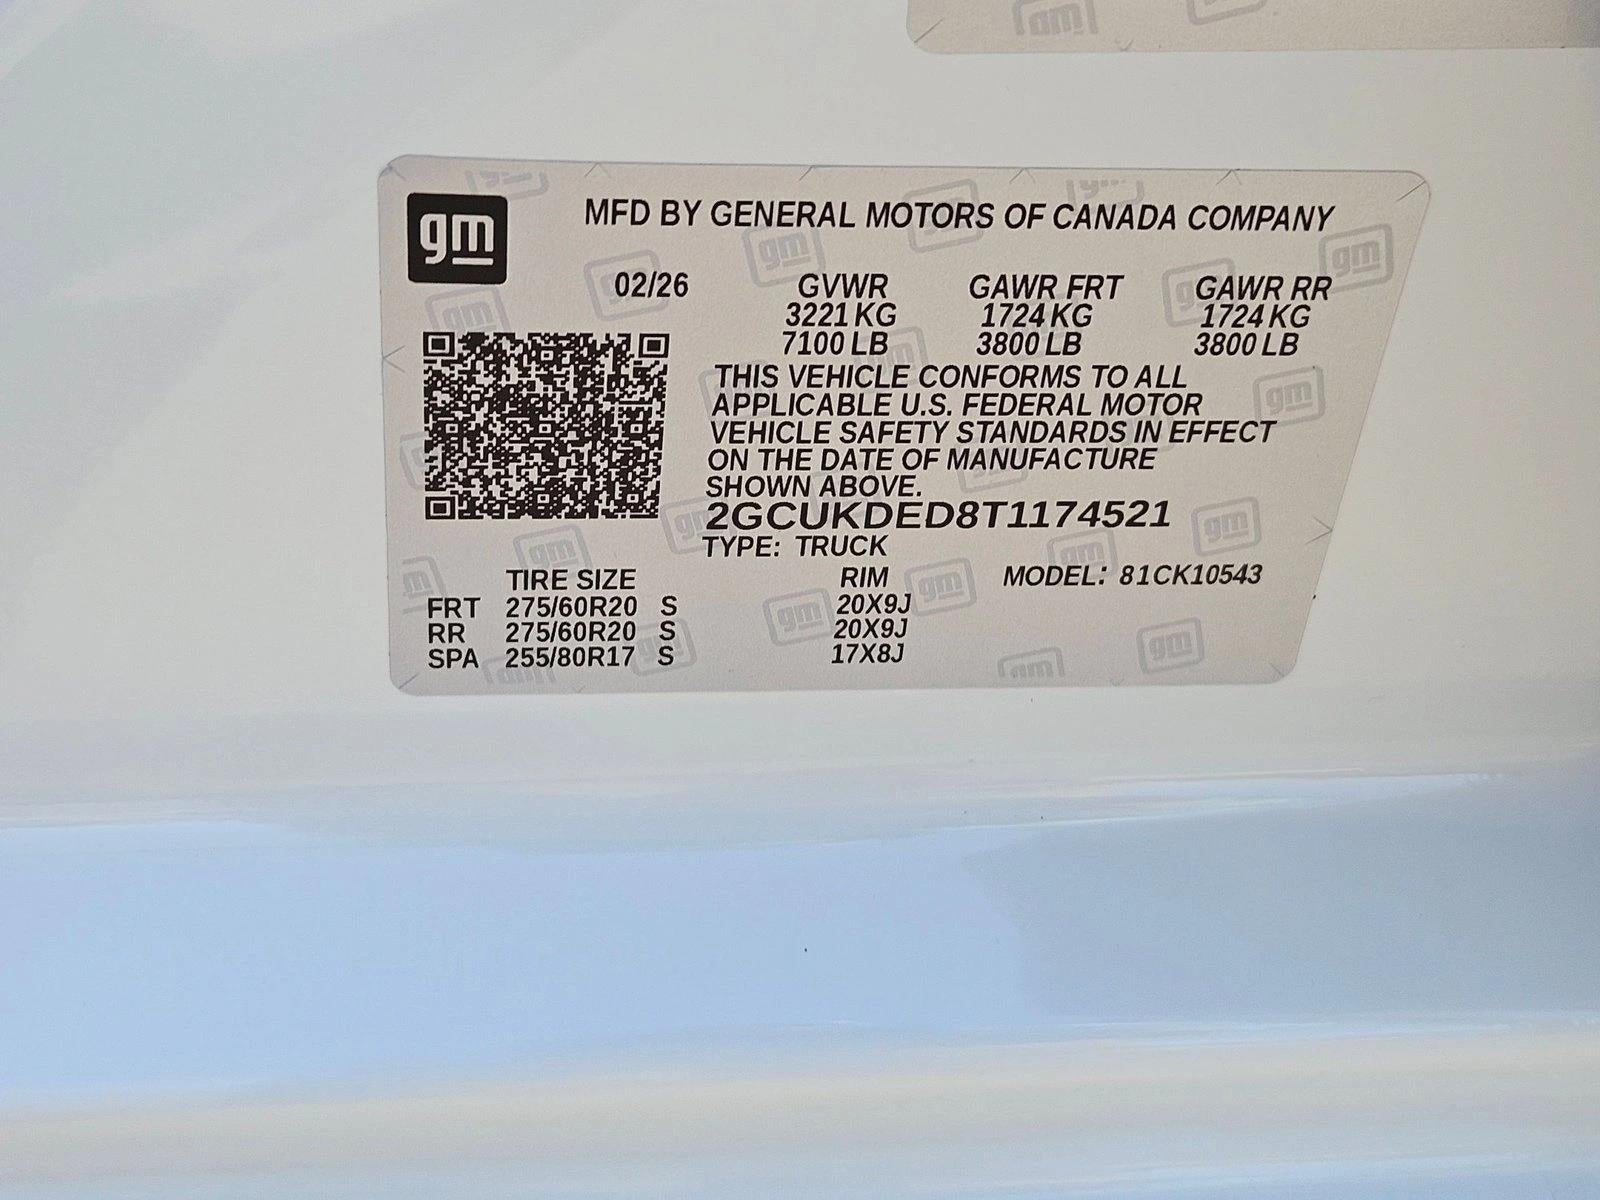 gm
MFD BY GENERAL MOTORS OF CANADA COMPANY
02/26 GVWR GAWR FRT GAWR RR
3221 KG 1724 KG 1724 KG
7100 LB 3800 LB 3800 LB
THIS VEHICLE CONFORMS TO ALL
APPLICABLE U.S. FEDERAL MOTOR
VEHICLE SAFETY STANDARDS IN EFFECT
ON THE DATE OF MANUFACTURE
SHOWN ABOVE.
2GCUKDED8T1174521
TYPE: TRUCK
TIRE SIZE RIM MODEL: 81CK10543
FRT 275/60R20 S 20X9J
RR 275/60R20 S 20X9J
SPA 255/80R17 S 17X8J